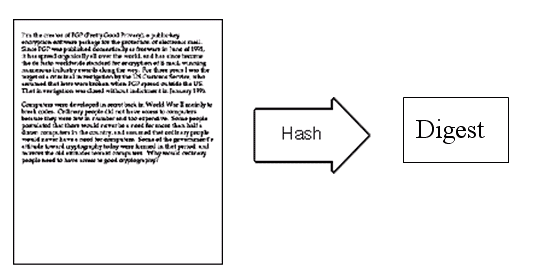 I'm the creator of PGP (Pretty Good Privacy), a public-key
encryption software package for the protection of electronic mail.
Since PGP was published domestically as freeware in June of 1991,
it has spread organically all over the world, and has since become
the de facto worldwide standard for encryption of E-mail, winning
numerous industry awards along the way. For three years I was the
target of a criminal investigation by the US Customs Service, who
assumed that laws were broken when PGP spread outside the US.
That investigation was closed without indictment in January 1996.
Computers were developed in secret back in World War II mainly to
break codes. Ordinary people did not have access to computers,
because they were few in number and too expensive. Some people
postulated that there would never be a need for more than half a
dozen computers in the country, and assumed that ordinary people
would never have a need for computers. Some of the government's
attitude toward cryptography today were formed in that period, and
mirrors the old attitudes toward computers. Why would ordinary
people need to have access to good cryptography?
Hash
Digest